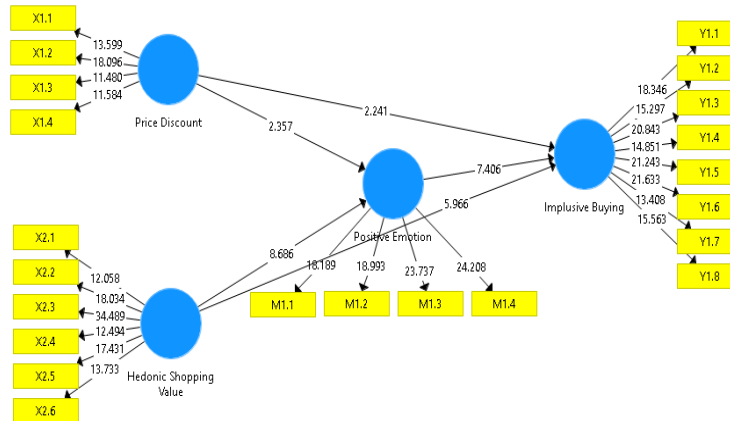 X1.1
X1.2
X1.3
X1.4
13.599
18.096
11.480
11.584
Price Discount
2.241
2.357
Y1.1
Y1.2
Y1.3
Y1.4
Y1.5
Y1.6
Y1.7
Y1.8
18.346
15.297
20.843
14.851
21.243
21.633
13.408
15.563
Implusive Buying
7.406
5.966
Positive Emotion
8.686
18.189
18.993
23.737
24.208
M1.1
M1.2
M1.3
M1.4
X2.1
X2.2
X2.3
X2.4
X2.5
X2.6
12.058
18.034
34.489
12.494
17.431
13.733
Hedonic Shopping
Value